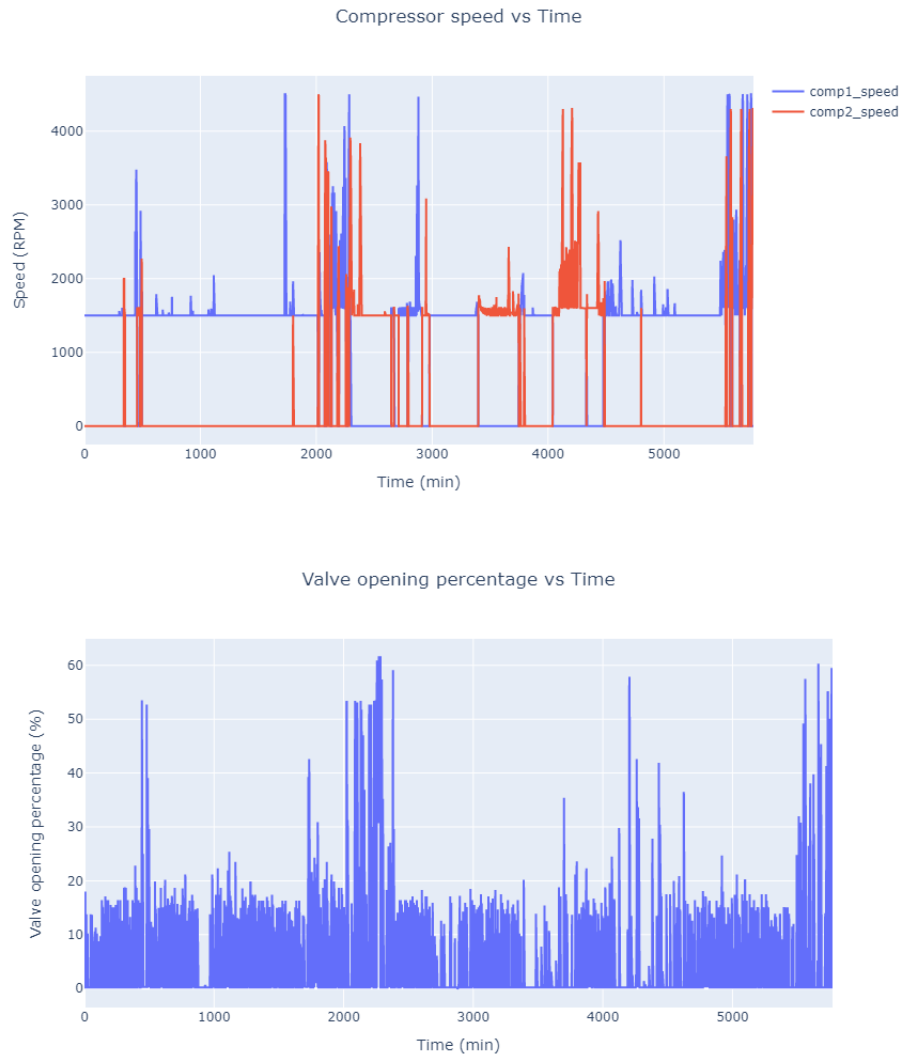 Compressor speed vs Time
comp1_speed
comp2_speed
4000
3000
2000
1000
0
Speed (RPM)
0 1000 2000 3000 4000 5000
Time (min)
Valve opening percentage vs Time
60
50
40
30
20
10
0
Valve opening percentage (%)
0 1000 2000 3000 4000 5000
Time (min)